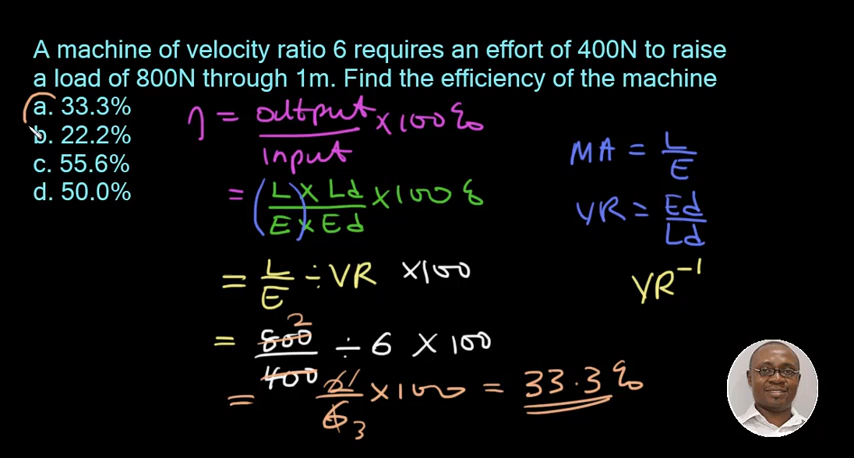 A machine of velocity ratio 6 requires an effort of 400N to raise
a load of 800N through 1m. Find the efficiency of the machine
a. 33.3%
b. 22.2%
c. 55.6%
d. 50.0%
η = output/input × 100%
= (L/E) × Ld/Ed × 100%
= L/E ÷ VR × 100
= 800/400 2 ÷ 6 × 100
= 1/6 3 × 100 = 33.3%
MA = L/E
VR = Ed/Ld
VR⁻¹